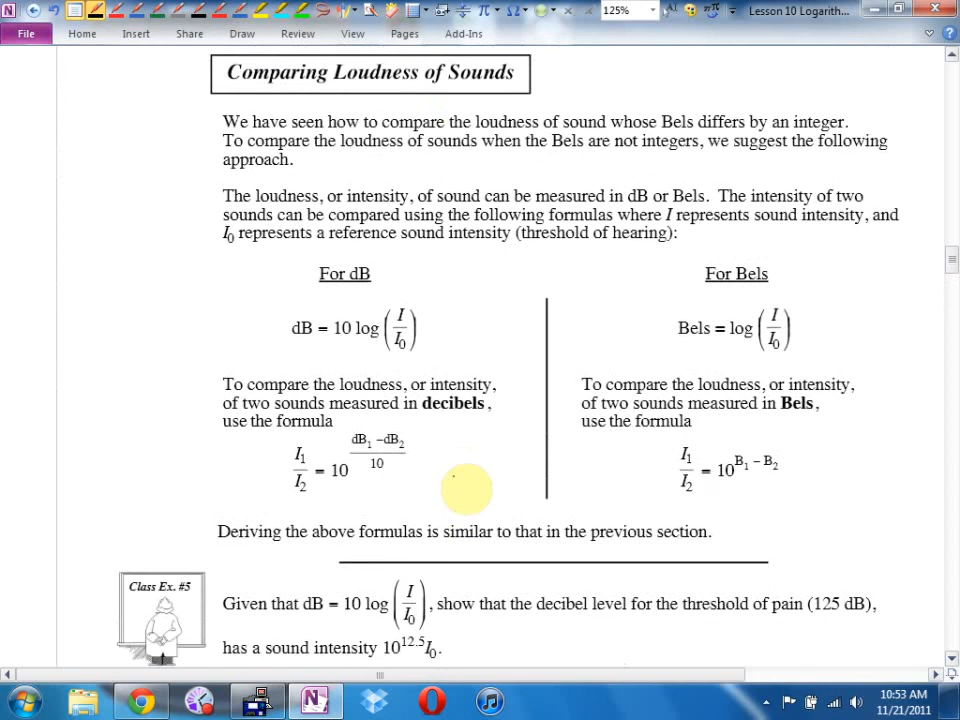 125%
Lesson 10 Logarith...
File Home Insert Share Draw Review View Pages Add-Ins
Comparing Loudness of Sounds
We have seen how to compare the loudness of sound whose Bels differs by an integer.
To compare the loudness of sounds when the Bels are not integers, we suggest the following
approach.
The loudness, or intensity, of sound can be measured in dB or Bels. The intensity of two
sounds can be compared using the following formulas where I represents sound intensity, and
I₀ represents a reference sound intensity (threshold of hearing):
For dB
dB = 10 log (I/I₀)
To compare the loudness, or intensity,
of two sounds measured in decibels,
use the formula
I₁/I₂ = 10^((dB₁ – dB₂)/10)
For Bels
Bels = log (I/I₀)
To compare the loudness, or intensity,
of two sounds measured in Bels,
use the formula
I₁/I₂ = 10^(B₁ – B₂)
Deriving the above formulas is similar to that in the previous section.
Class Ex. #5
Given that dB = 10 log (I/I₀), show that the decibel level for the threshold of pain (125 dB),
has a sound intensity 10^12.5 I₀.
10:53 AM
11/21/2011